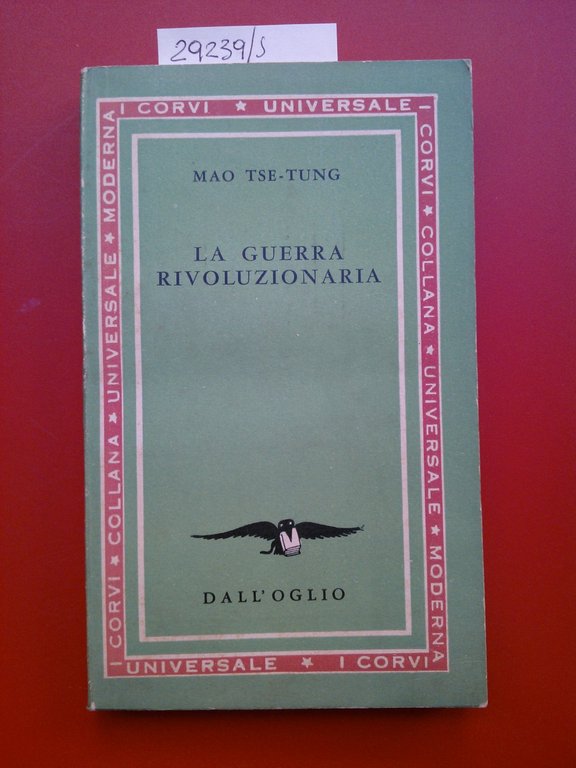 29239/S
I CORVI ★ UNIVERSALE
I CORVI ★ COLLANA ★ UNIVERSALE ★ MODERNA
I CORVI ★ COLLANA ★ UNIVERSALE ★ MODERNA
MAO TSE-TUNG
LA GUERRA
RIVOLUZIONARIA
DALL'OGLIO
UNIVERSALE ★ I CORVI